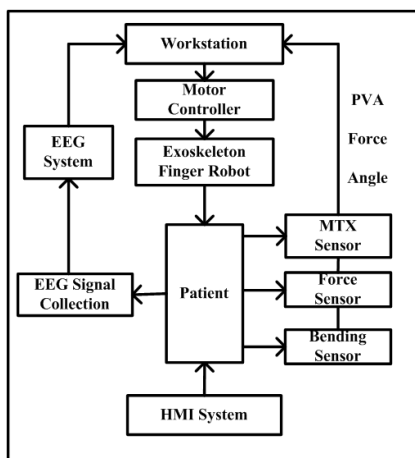 Workstation
Motor
Controller
PVA
Force
Angle
EEG
System
Exoskeleton
Finger Robot
MTX
Sensor
EEG Signal
Collection
Patient
Force
Sensor
Bending
Sensor
HMI System